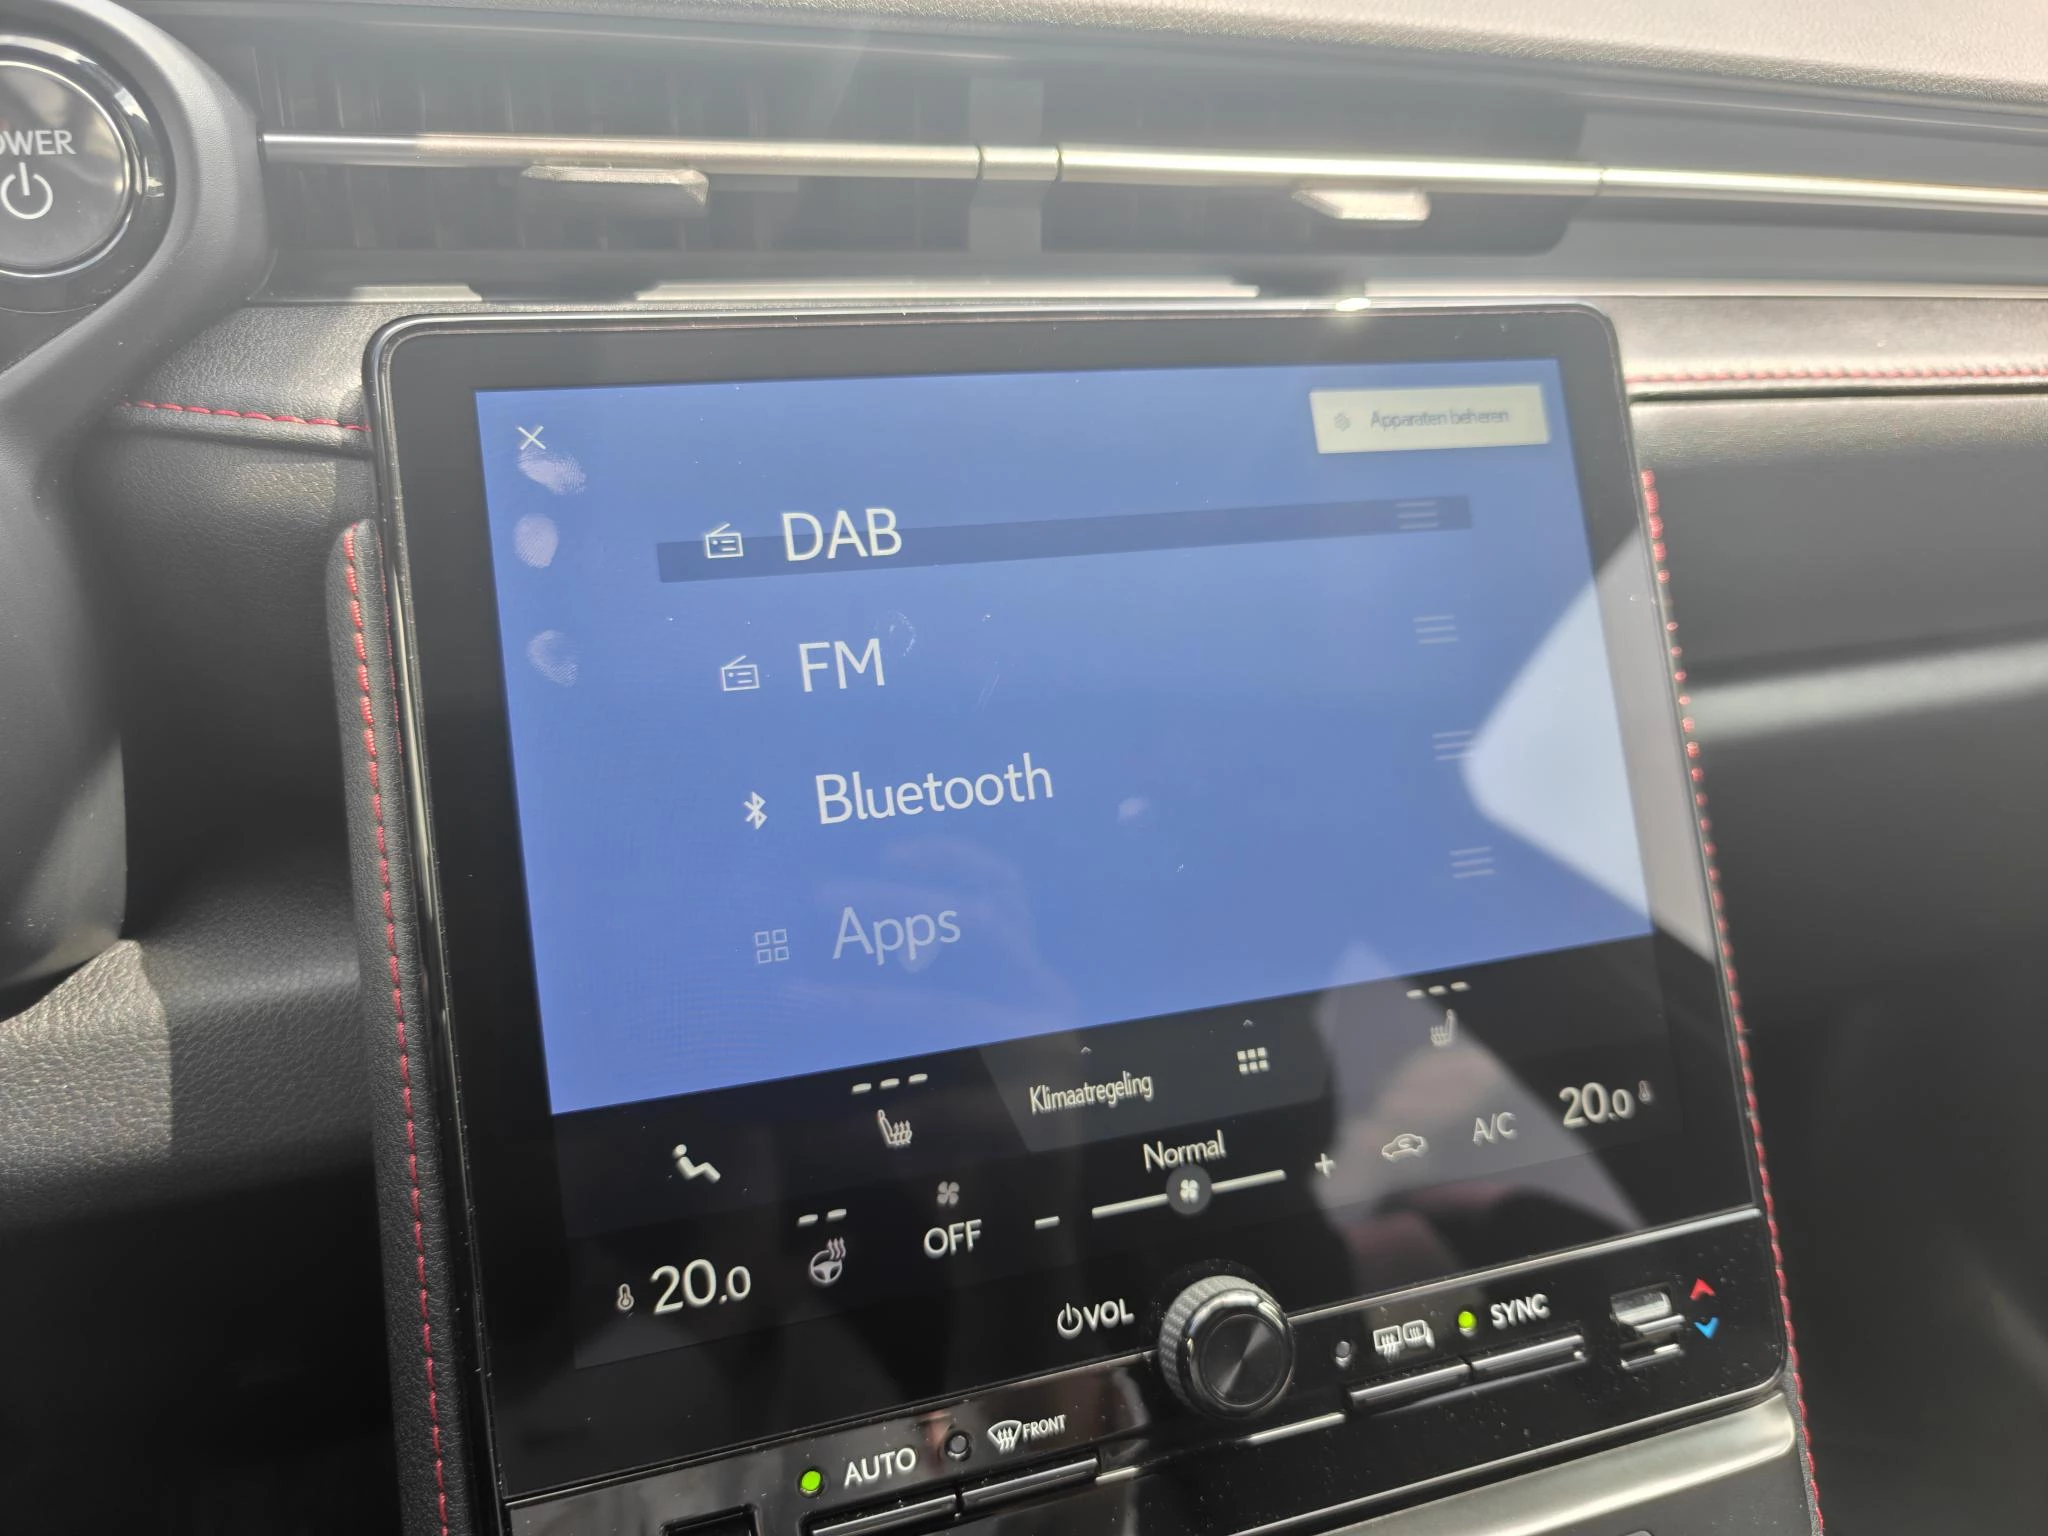 OWER
Apparaten beheren
DAB
FM
Bluetooth
Apps
Klimaatregeling
Normal
A/C
20.0
OFF
20.0
VOL
SYNC
FRONT
AUTO